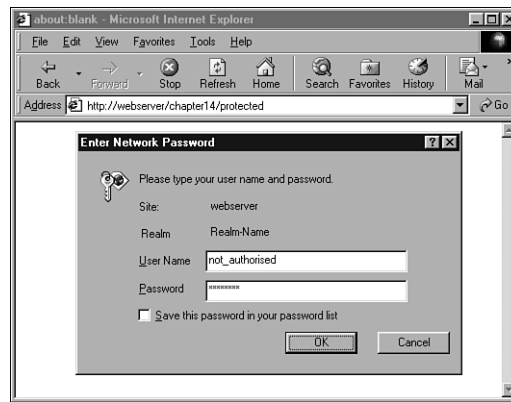 about:blank - Microsoft Internet Explorer
File Edit View Favorites Tools Help
Back Forward Stop Refresh Home Search Favorites History Mail
Address http://webserver/chapter14/protected Go
Enter Network Password
Please type your user name and password.
Site: webserver
Realm Realm-Name
User Name not_authorised
Password ********
Save this password in your password list
OK Cancel